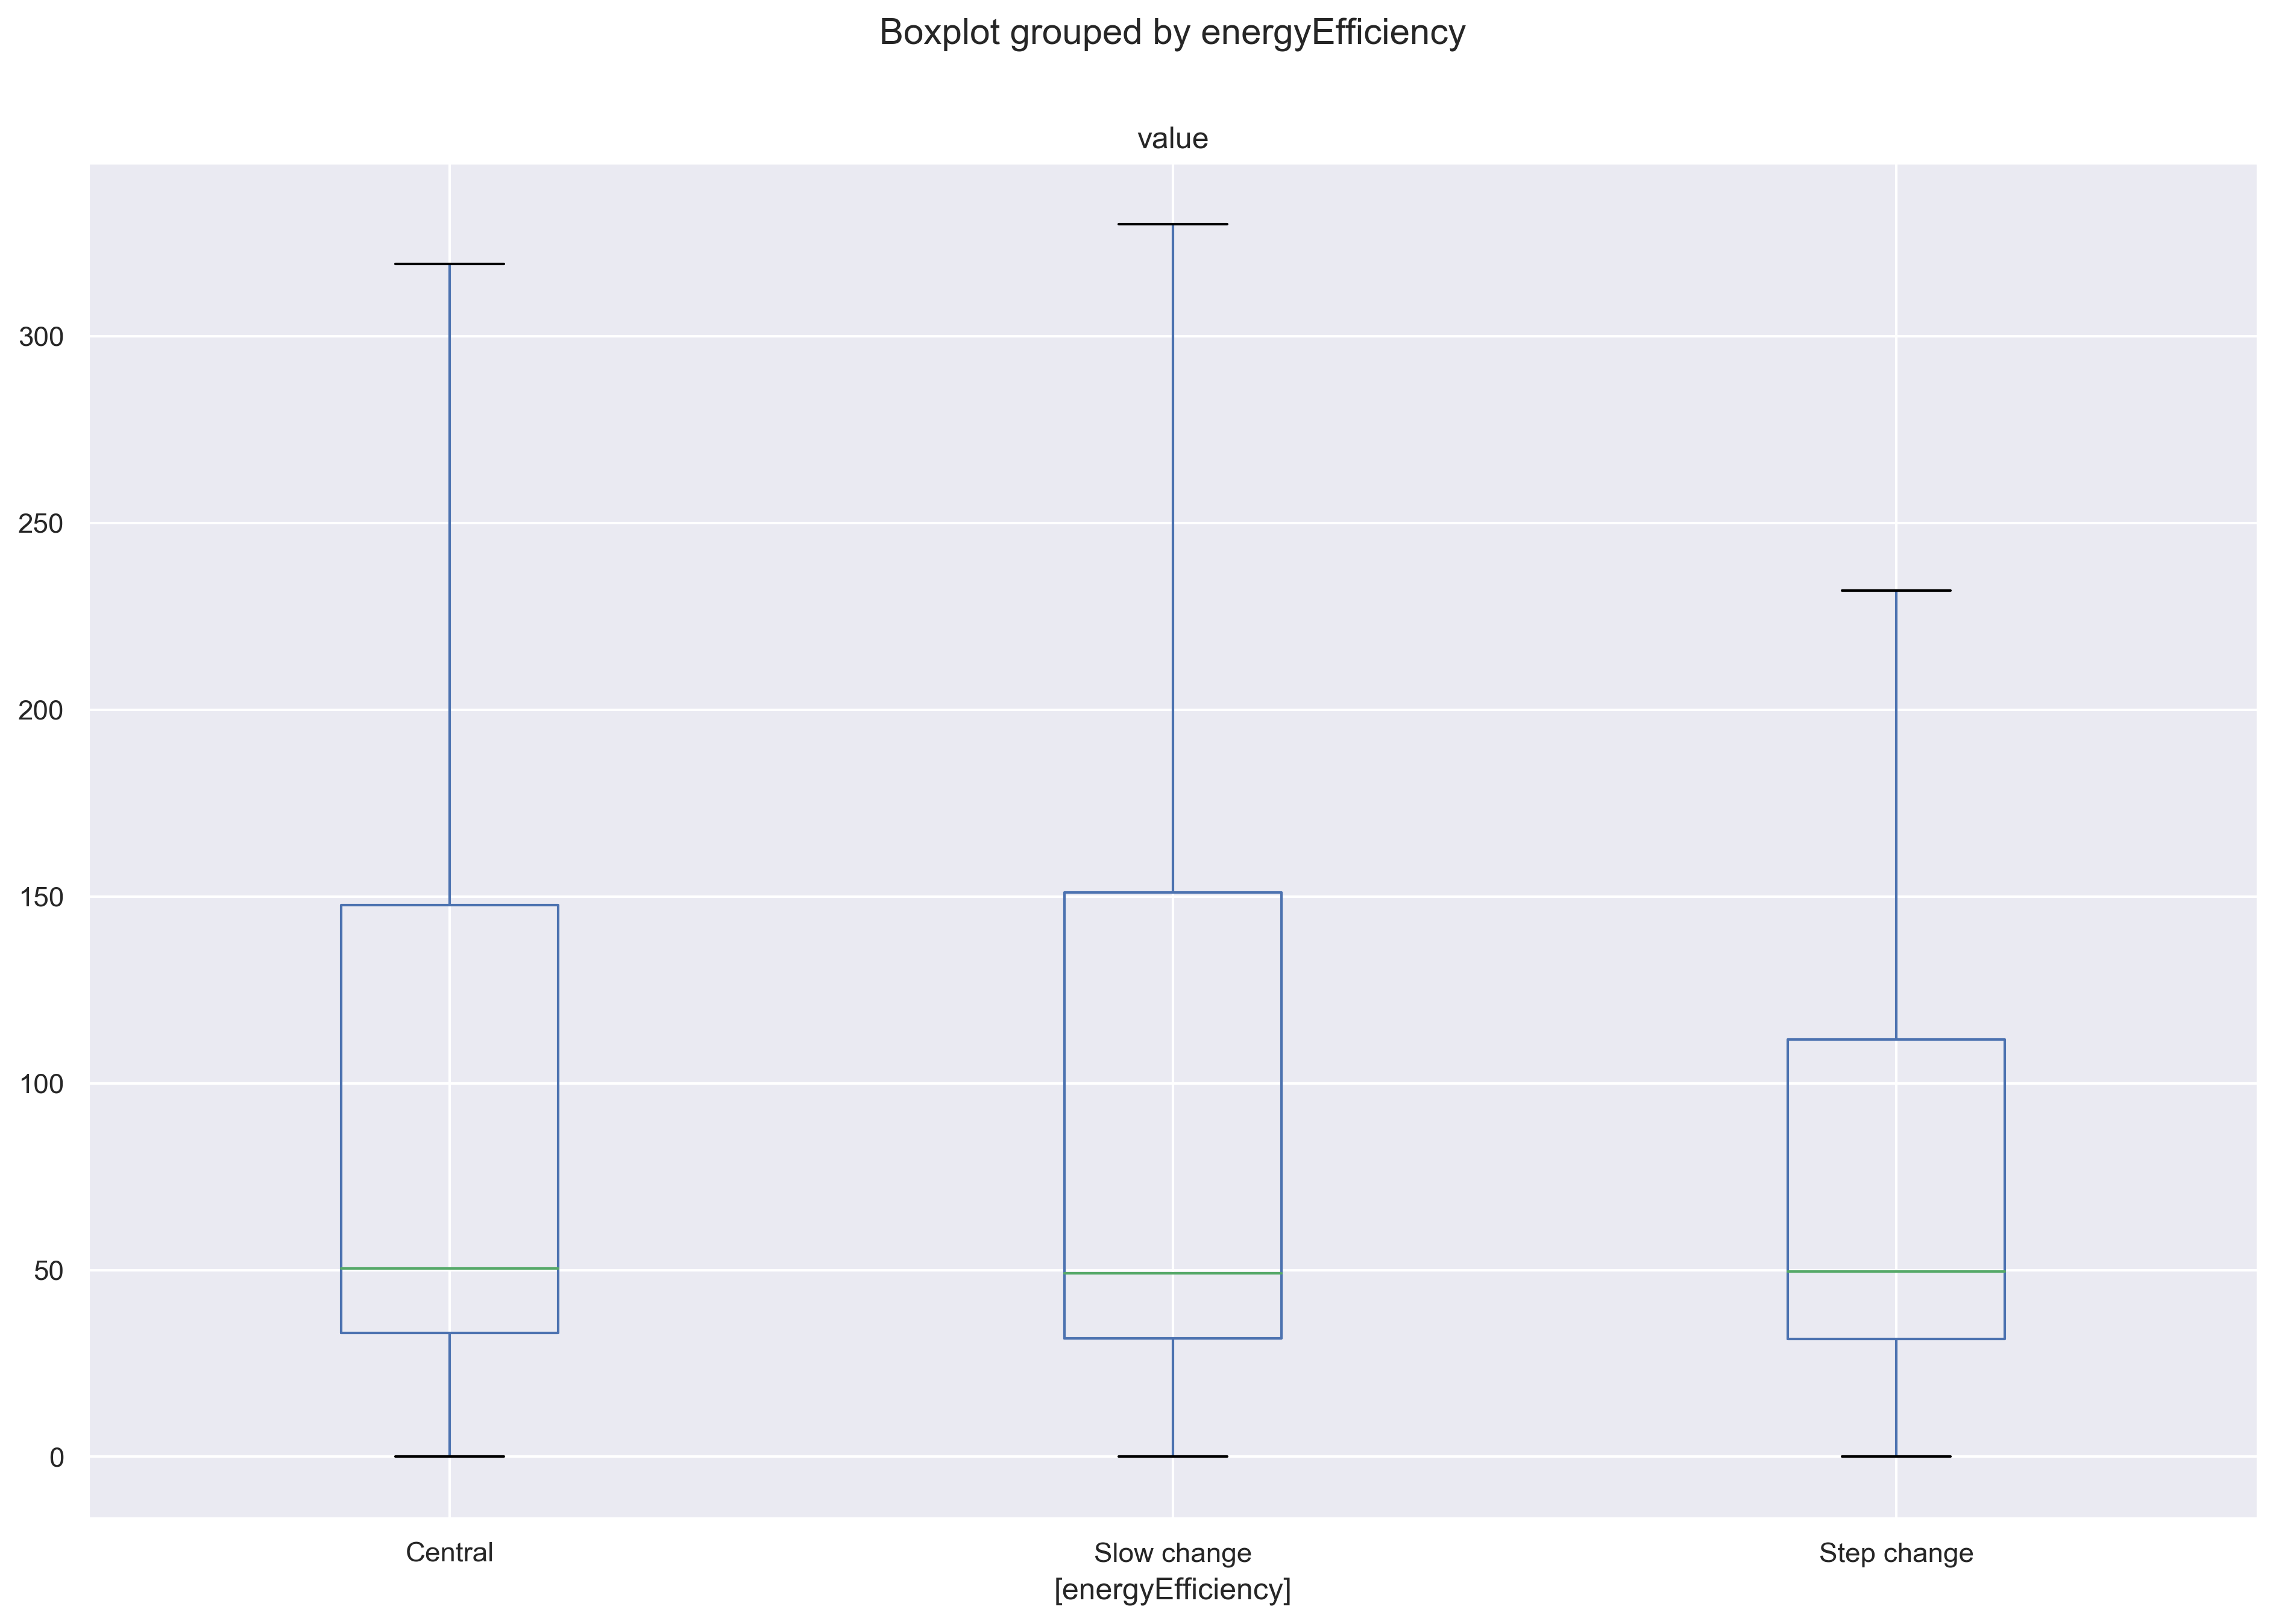 Boxplot grouped by energyEfficiency
value
300
250
200
150
100
50
0
Central
Slow change
Step change
[energyEfficiency]